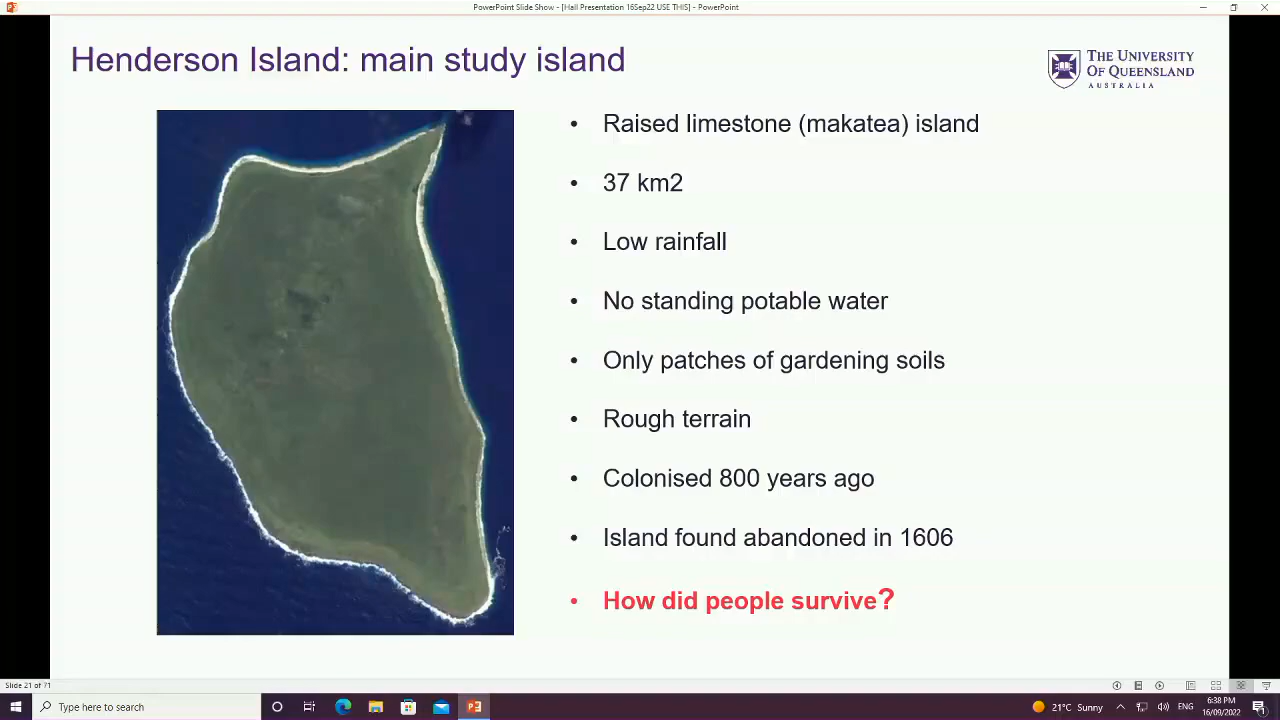 PowerPoint Slide Show - [Hall Presentation 16Sep22 USE THIS] - PowerPoint
Henderson Island: main study island
THE UNIVERSITY
OF QUEENSLAND
AUSTRALIA
• Raised limestone (makatea) island
• 37 km2
• Low rainfall
• No standing potable water
• Only patches of gardening soils
• Rough terrain
• Colonised 800 years ago
• Island found abandoned in 1606
• How did people survive?
Slide 21 of 71
Type here to search
21°C Sunny
ENG
6:38 PM
16/09/2022